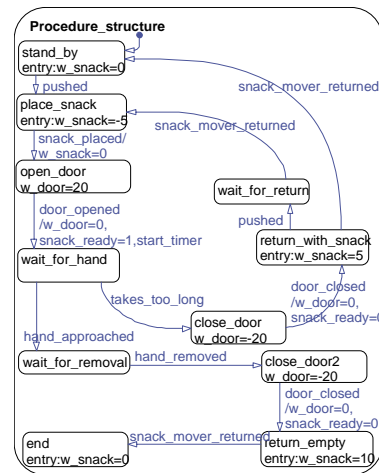 Procedure_structure
stand_by
entry:w_snack=0
pushed
snack_mover_returned
place_snack
entry:w_snack=-5
snack_mover_returned
snack_placed/
w_snack=0
open_door
w_door=20
wait_for_return
door_opened
/w_door=0,
snack_ready=1,start_timer
pushed
return_with_snack
entry:w_snack=5
wait_for_hand
takes_too_long
door_closed
/w_door=0,
snack_ready=0
close_door
w_door=-20
hand_approached
wait_for_removal
hand_removed
close_door2
w_door=-20
door_closed
/w_door=0,
snack_ready=0
end
entry:w_snack=0
snack_mover_returned
return_empty
entry:w_snack=10